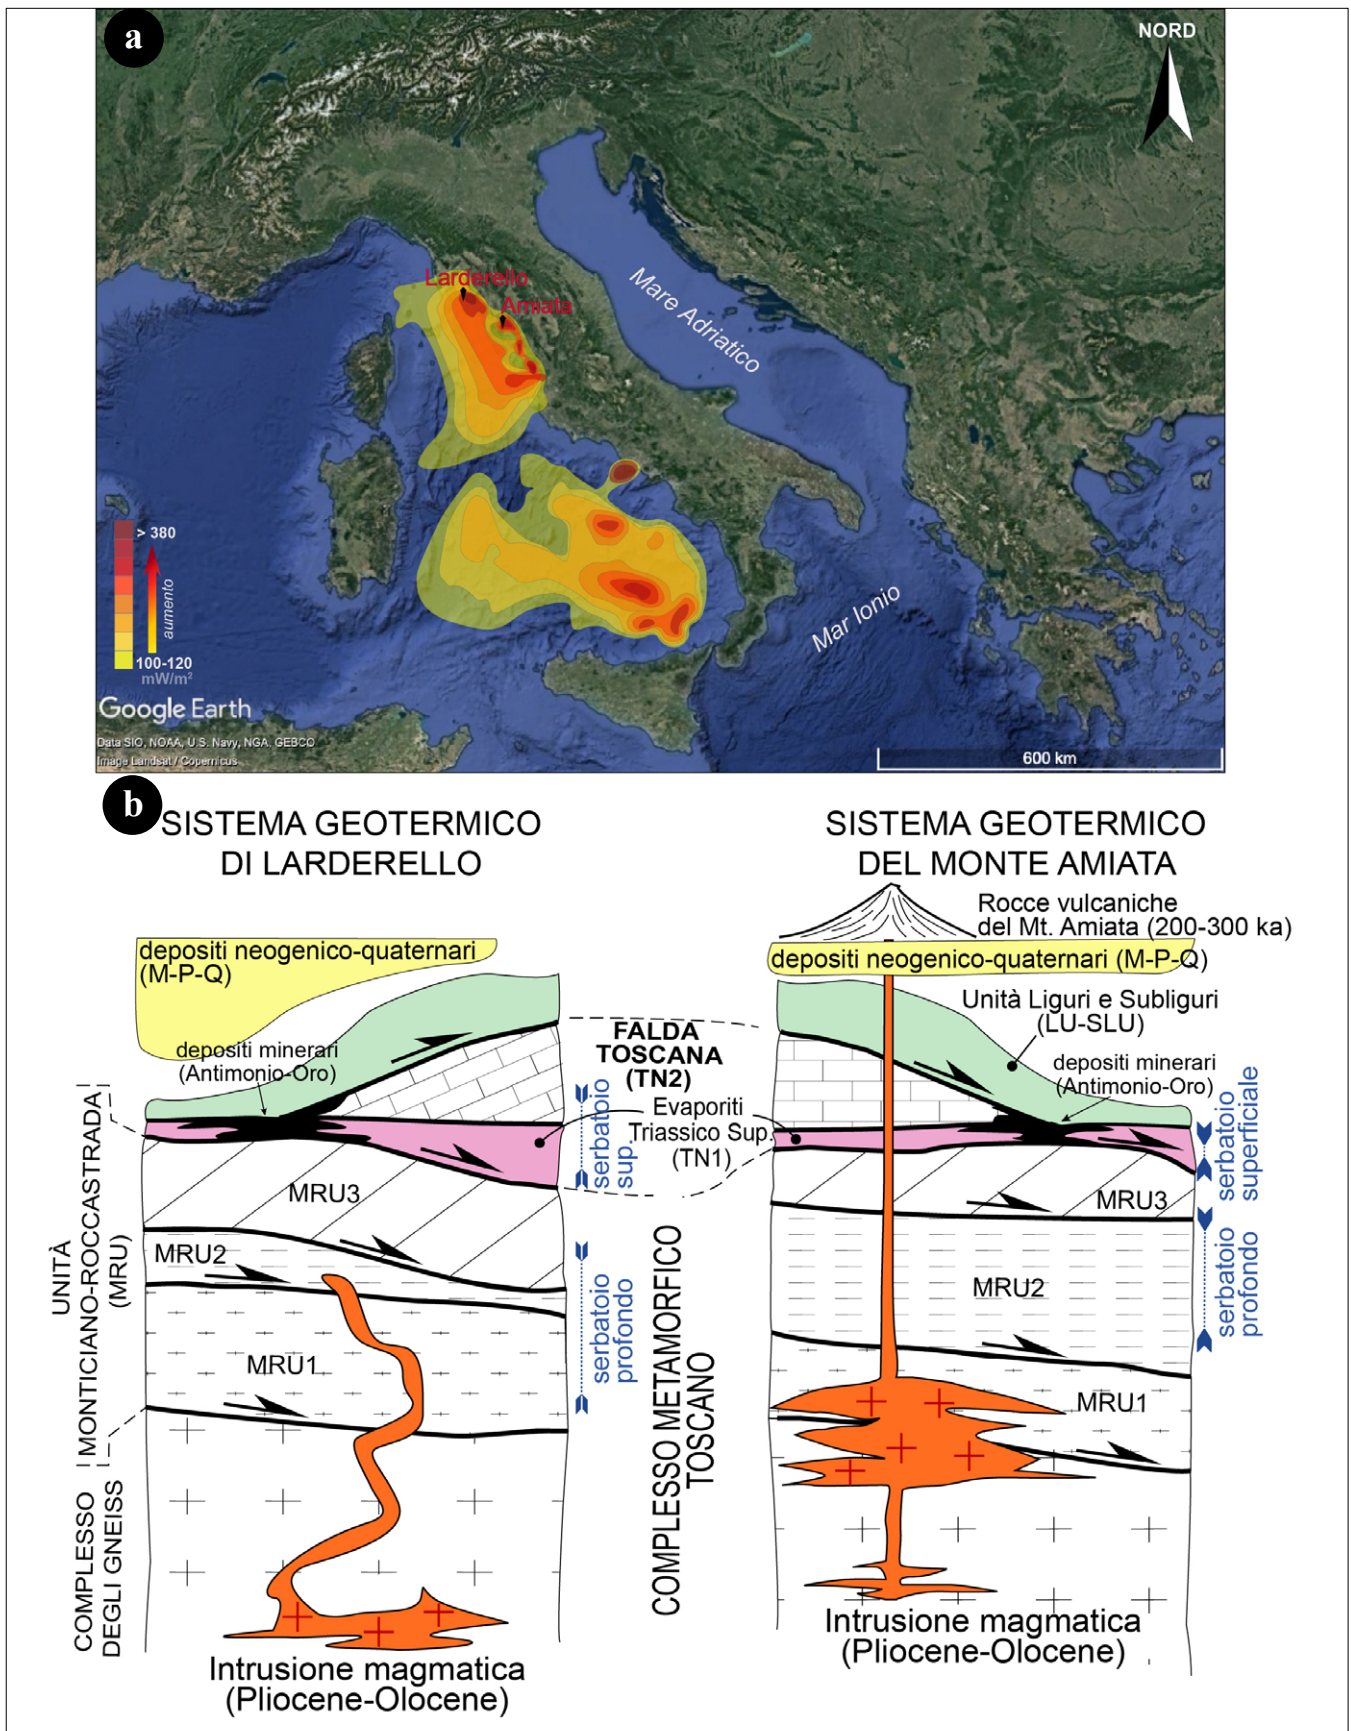 a
NORD
Larderello
Amiata
Mare Adriatico
Mar Ionio
> 380
aumento
100-120
mW/m²
Google Earth
Data SIO, NOAA, U.S. Navy, NGA, GEBCO
Image Landsat / Copernicus
600 km
b
SISTEMA GEOTERMICO
DI LARDERELLO
SISTEMA GEOTERMICO
DEL MONTE AMIATA
Rocce vulcaniche
del Mt. Amiata (200-300 ka)
depositi neogenico-quaternari
(M-P-Q)
depositi neogenico-quaternari (M-P-Q)
Unità Liguri e Subliguri
(LU-SLU)
depositi minerari
(Antimonio-Oro)
FALDA
TOSCANA
(TN2)
depositi minerari
(Antimonio-Oro)
Evaporiti
Triassico Sup.
(TN1)
serbatoio
sup.
serbatoio
superficiale
MRU3
MRU2
MRU1
serbatoio
profondo
MRU3
MRU2
MRU1
serbatoio
profondo
UNITÀ
MONTICIANO-ROCCASTRADA
(MRU)
COMPLESSO
DEGLI GNEISS
COMPLESSO METAMORFICO
TOSCANO
Intrusione magmatica
(Pliocene-Olocene)
Intrusione magmatica
(Pliocene-Olocene)